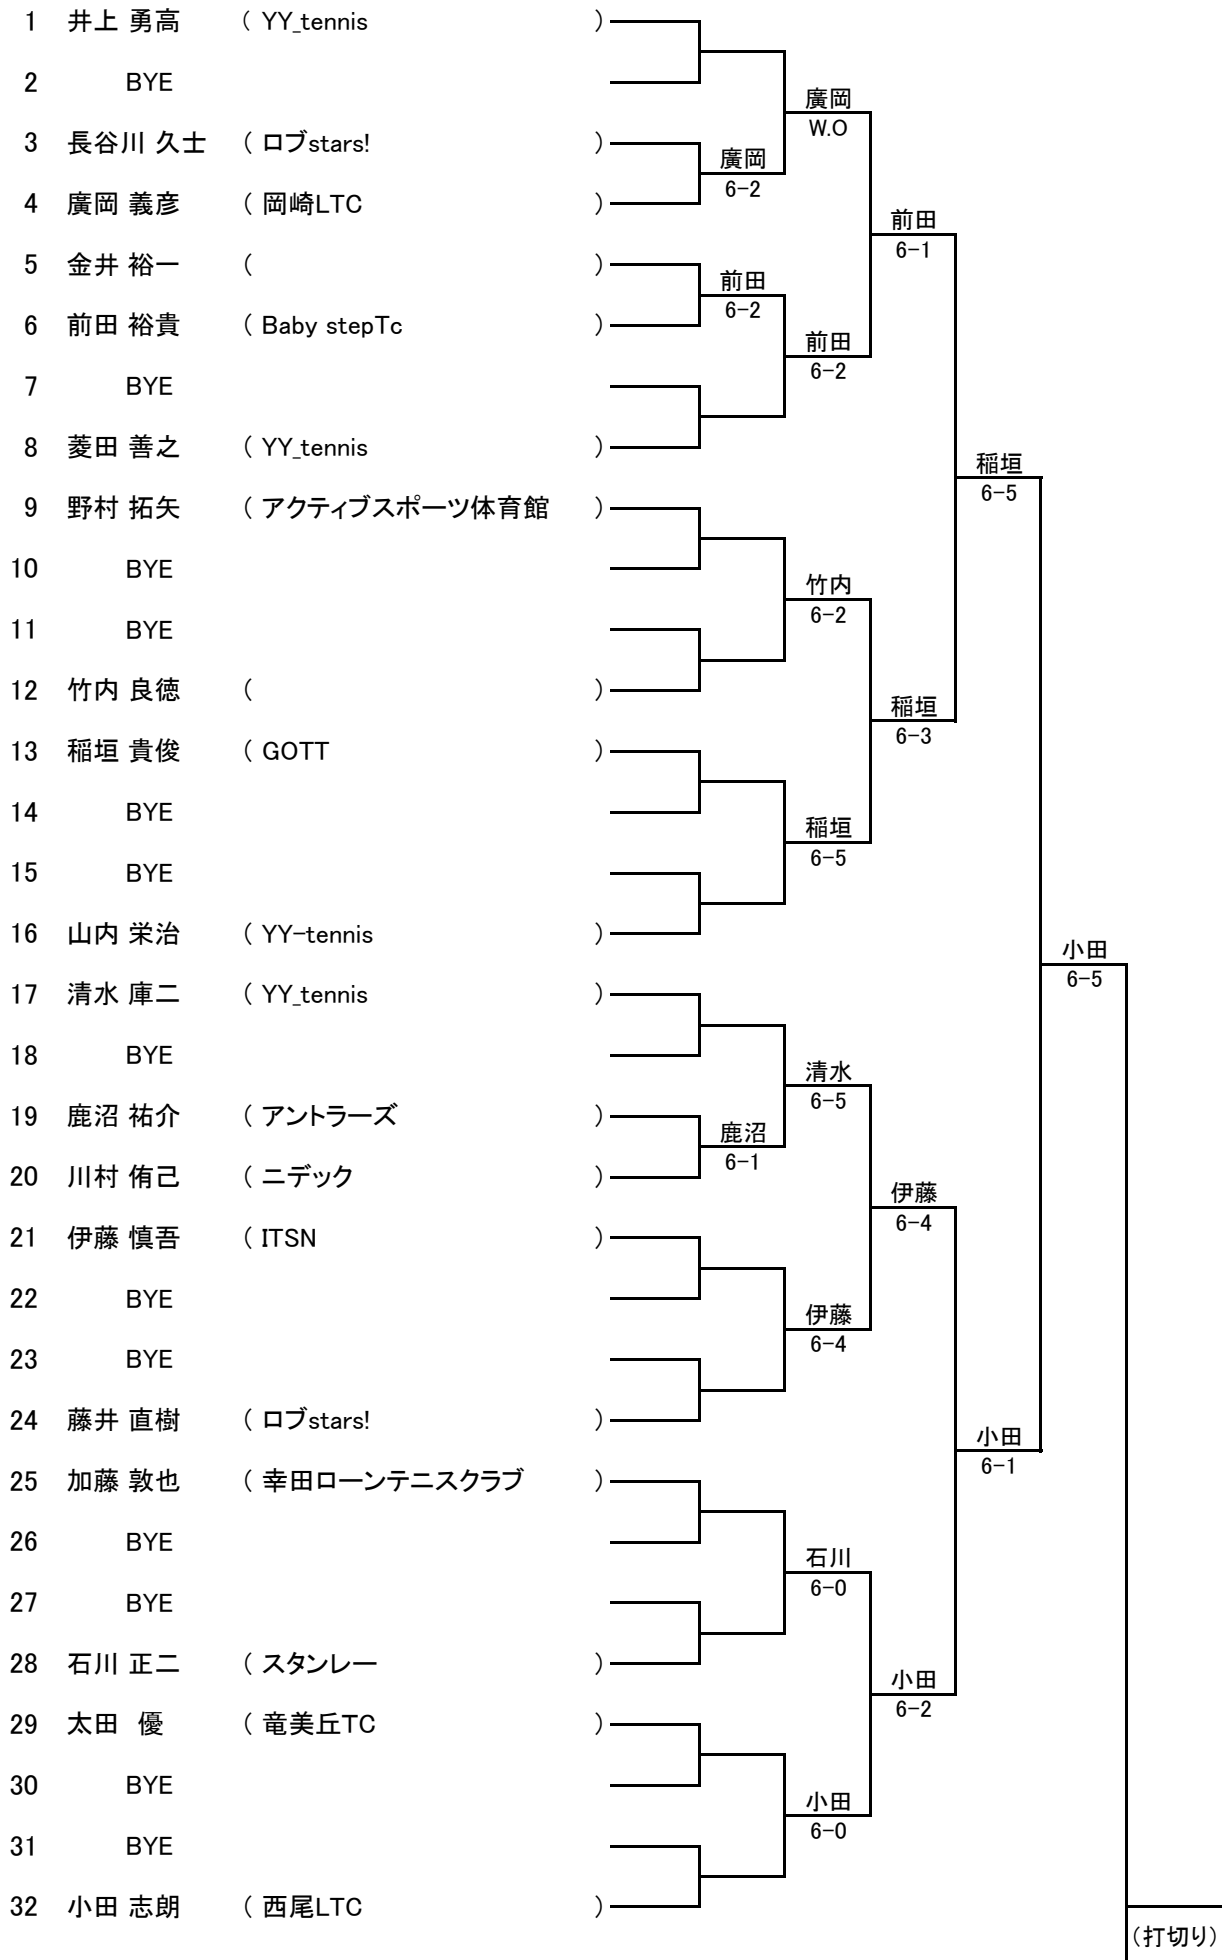 1 井上 勇高 ( YY_tennis )
2 BYE
廣岡
W.O
3 長谷川 久士 ( ロブstars! )
廣岡
6-2
4 廣岡 義彦 ( 岡崎LTC )
前田
6-1
5 金井 裕一 ( )
前田
6-2
6 前田 裕貴 ( Baby stepTc )
前田
6-2
7 BYE
8 菱田 善之 ( YY_tennis )
稲垣
6-5
9 野村 拓矢 ( アクティブスポーツ体育館 )
10 BYE
竹内
6-2
11 BYE
12 竹内 良徳 ( )
稲垣
6-3
13 稲垣 貴俊 ( GOTT )
14 BYE
稲垣
6-5
15 BYE
16 山内 栄治 ( YY-tennis )
小田
6-5
17 清水 庫二 ( YY_tennis )
18 BYE
清水
6-5
19 鹿沼 祐介 ( アントラーズ )
鹿沼
6-1
20 川村 侑己 ( ニデック )
伊藤
6-4
21 伊藤 慎吾 ( ITSN )
22 BYE
伊藤
6-4
23 BYE
24 藤井 直樹 ( ロブstars! )
小田
6-1
25 加藤 敦也 ( 幸田ローンテニスクラブ )
26 BYE
石川
6-0
27 BYE
28 石川 正二 ( スタンレー )
小田
6-2
29 太田 優 ( 竜美丘TC )
30 BYE
小田
6-0
31 BYE
32 小田 志朗 ( 西尾LTC )
(打切り)